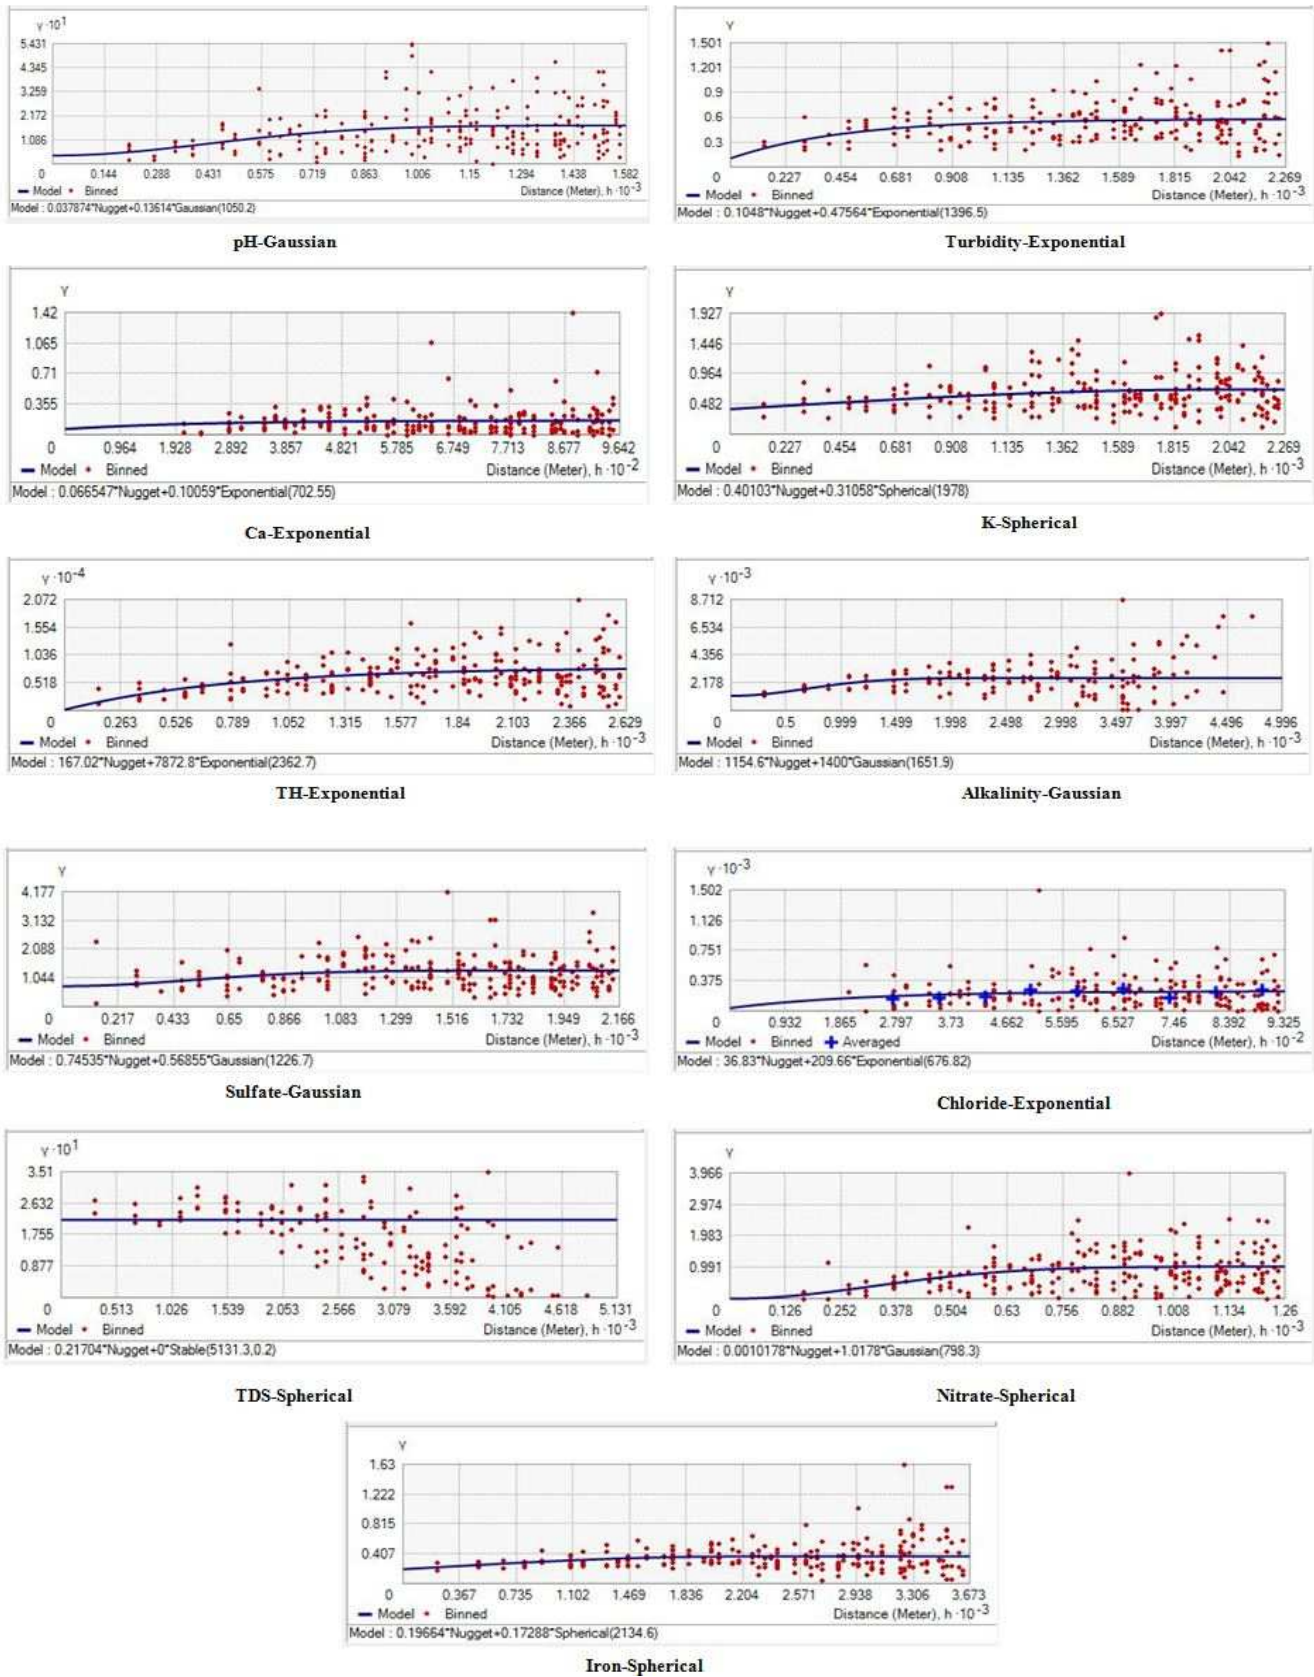 γ ·10¹
5.431
4.345
3.259
2.172
1.086
0 0.144 0.288 0.431 0.575 0.719 0.863 1.006 1.15 1.294 1.438 1.582
Model Binned Distance (Meter), h ·10⁻³
Model : 0.037874*Nugget+0.13614*Gaussian(1050.2)
pH-Gaussian
γ
1.501
1.201
0.9
0.6
0.3
0 0.227 0.454 0.681 0.908 1.135 1.362 1.589 1.815 2.042 2.269
Model Binned Distance (Meter), h ·10⁻³
Model : 0.1048*Nugget+0.47564*Exponential(1396.5)
Turbidity-Exponential
γ
1.42
1.065
0.71
0.355
0 0.964 1.928 2.892 3.857 4.821 5.785 6.749 7.713 8.677 9.642
Model Binned Distance (Meter), h ·10⁻²
Model : 0.066547*Nugget+0.10059*Exponential(702.55)
Ca-Exponential
γ
1.927
1.446
0.964
0.482
0 0.227 0.454 0.681 0.908 1.135 1.362 1.589 1.815 2.042 2.269
Model Binned Distance (Meter), h ·10⁻³
Model : 0.40103*Nugget+0.31058*Spherical(1978)
K-Spherical
γ ·10⁻⁴
2.072
1.554
1.036
0.518
0 0.263 0.526 0.789 1.052 1.315 1.577 1.84 2.103 2.366 2.629
Model Binned Distance (Meter), h ·10⁻³
Model : 167.02*Nugget+7872.8*Exponential(2362.7)
TH-Exponential
γ ·10⁻³
8.712
6.534
4.356
2.178
0 0.5 0.999 1.499 1.998 2.498 2.998 3.497 3.997 4.496 4.996
Model Binned Distance (Meter), h ·10⁻³
Model : 1154.6*Nugget+1400*Gaussian(1651.9)
Alkalinity-Gaussian
γ
4.177
3.132
2.088
1.044
0 0.217 0.433 0.65 0.866 1.083 1.299 1.516 1.732 1.949 2.166
Model Binned Distance (Meter), h ·10⁻³
Model : 0.74535*Nugget+0.56855*Gaussian(1226.7)
Sulfate-Gaussian
γ ·10⁻³
1.502
1.126
0.751
0.375
0 0.932 1.865 2.797 3.73 4.662 5.595 6.527 7.46 8.392 9.325
Model Binned Averaged Distance (Meter), h ·10⁻²
Model : 36.83*Nugget+209.66*Exponential(676.82)
Chloride-Exponential
γ ·10¹
3.51
2.632
1.755
0.877
0 0.513 1.026 1.539 2.053 2.566 3.079 3.592 4.105 4.618 5.131
Model Binned Distance (Meter), h ·10⁻³
Model : 0.21704*Nugget+0*Stable(5131.3,0.2)
TDS-Spherical
γ
3.966
2.974
1.983
0.991
0 0.126 0.252 0.378 0.504 0.63 0.756 0.882 1.008 1.134 1.26
Model Binned Distance (Meter), h ·10⁻³
Model : 0.0010178*Nugget+1.0178*Gaussian(798.3)
Nitrate-Spherical
γ
1.63
1.222
0.815
0.407
0 0.367 0.735 1.102 1.469 1.836 2.204 2.571 2.938 3.306 3.673
Model Binned Distance (Meter), h ·10⁻³
Model : 0.19664*Nugget+0.17288*Spherical(2134.6)
Iron-Spherical